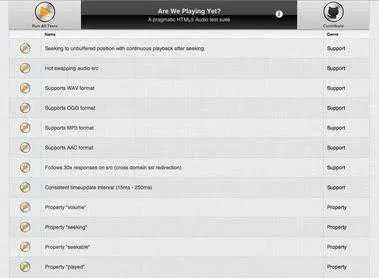 Are We Playing Yet?
A pragmatic HTML5 Audio test suite
Run All Tests
Contribute
Name Genre
Seeking to unbuffered position with continuous playback after seeking Support
Hot swapping audio src Support
Supports WAV format Support
Supports OGG format Support
Supports MP3 format Support
Supports AAC format Support
Follows 30x responses on src (cross domain ssl redirection) Support
Consistent timeupdate interval (15ms - 250ms) Support
Property "volume" Property
Property "seeking" Property
Property "seekable" Property
Property "played" Property